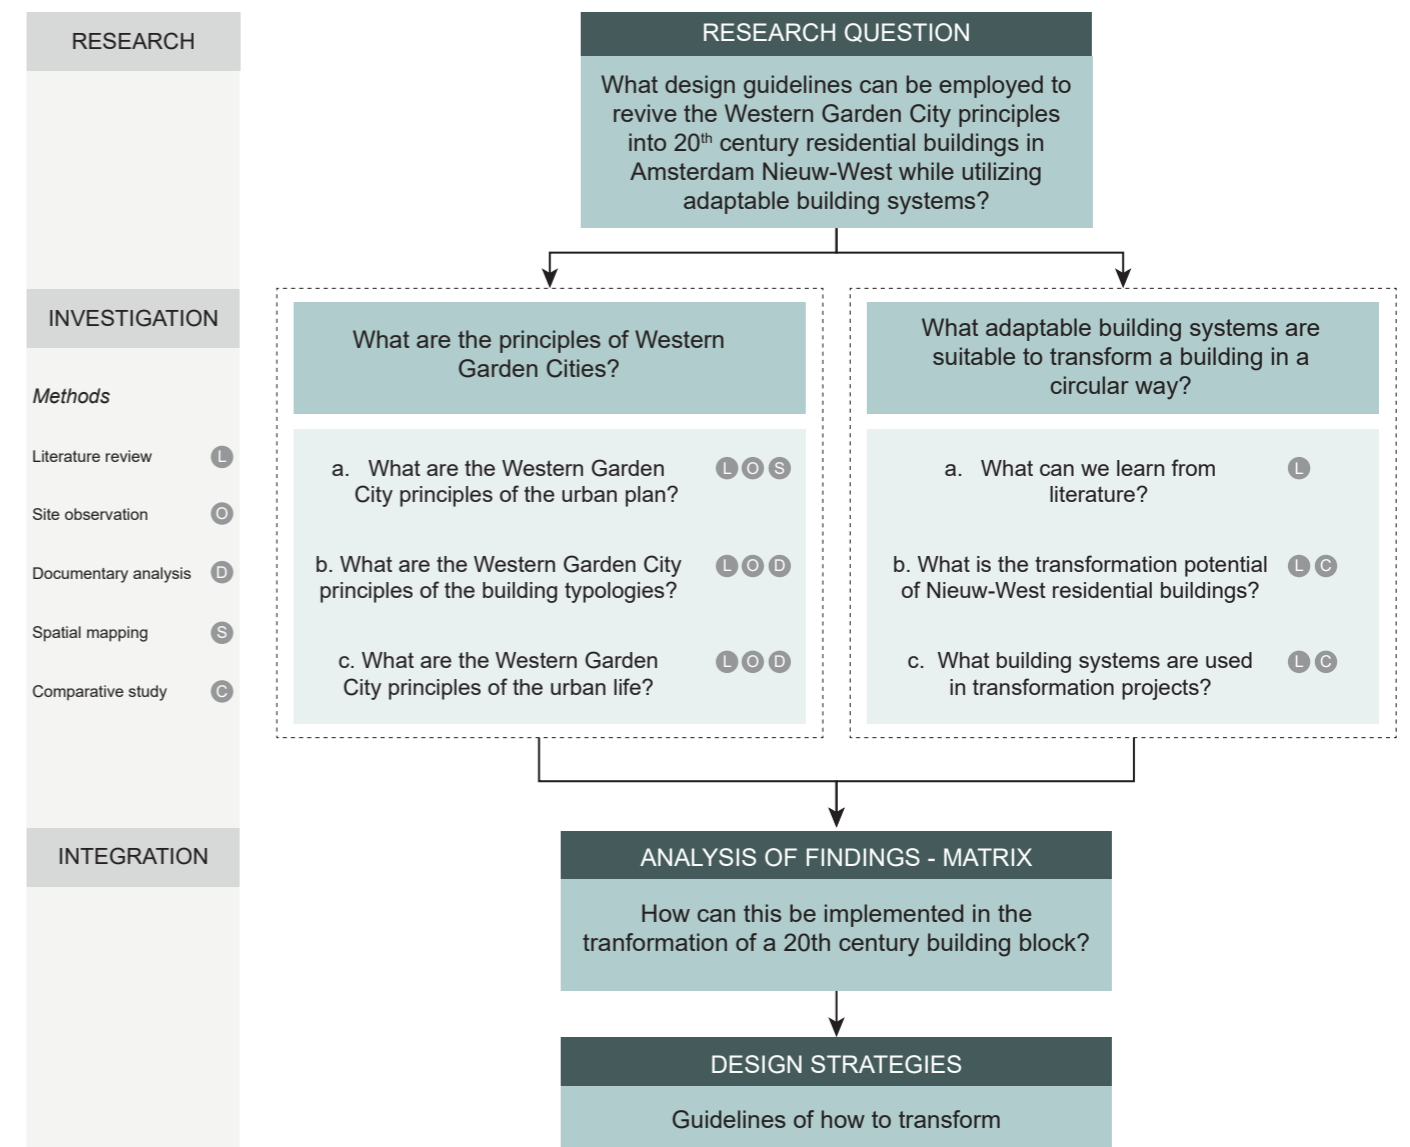 RESEARCH
RESEARCH QUESTION
What design guidelines can be employed to
revive the Western Garden City principles
into 20th century residential buildings in
Amsterdam Nieuw-West while utilizing
adaptable building systems?
INVESTIGATION
Methods
Literature review L
Site observation O
Documentary analysis D
Spatial mapping S
Comparative study C
What are the principles of Western
Garden Cities?
a. What are the Western Garden L O S
City principles of the urban plan?
b. What are the Western Garden City L O D
principles of the building typologies?
c. What are the Western Garden L O D
City principles of the urban life?
What adaptable building systems are
suitable to transform a building in a
circular way?
a. What can we learn from L
literature?
b. What is the transformation potential L C
of Nieuw-West residential buildings?
c. What building systems are used L C
in transformation projects?
INTEGRATION
ANALYSIS OF FINDINGS - MATRIX
How can this be implemented in the
tranformation of a 20th century building block?
DESIGN STRATEGIES
Guidelines of how to transform